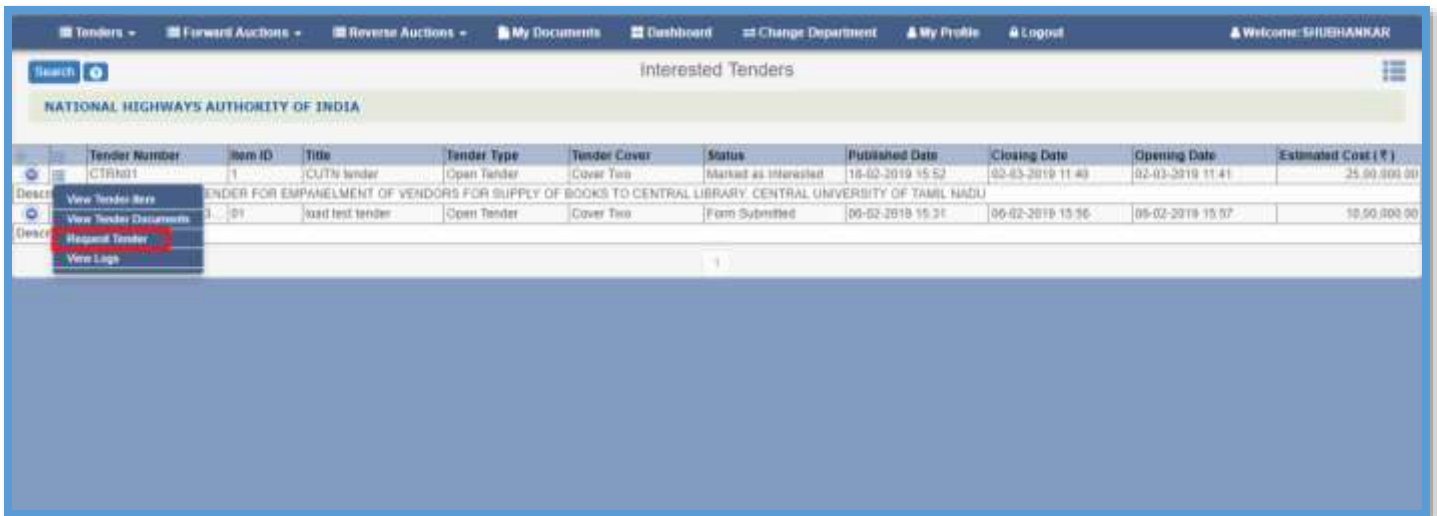 Tenders Forward Auctions Reverse Auctions My Documents Dashboard Change Department My Profile Logout Welcome: SHUBHANKAR
Search Interested Tenders
NATIONAL HIGHWAYS AUTHORITY OF INDIA
Tender Number Item ID Title Tender Type Tender Cover Status Published Date Closing Date Opening Date Estimated Cost (₹)
CTRN01 1 CUTN tender Open Tender Cover Two Marked as Interested 02-03-2019 11:40 02-03-2019 11:41 25,00,000.00
View Tender Item ENDER FOR EMPANELMENT OF VENDORS FOR SUPPLY OF BOOKS TO CENTRAL LIBRARY, CENTRAL UNIVERSITY OF TAMIL NADU
View Tender Documents 01 load test tender Open Tender Cover Two Form Submitted 06-02-2019 15:31 06-02-2019 15:56 06-02-2019 15:57 10,50,000.00
Request Tender
View Logs
1